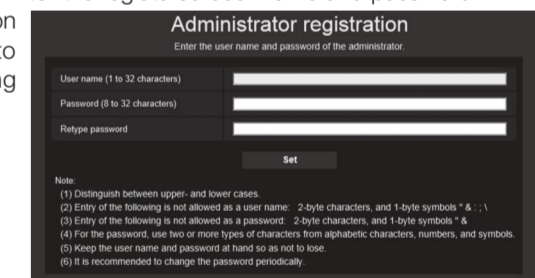 Administrator registration
Enter the user name and password of the administrator.
User name (1 to 32 characters)
Password (8 to 32 characters)
Retype password
Set
Note:
(1) Distinguish between upper- and lower cases.
(2) Entry of the following is not allowed as a user name: 2-byte characters, and 1-byte symbols " & : ; \
(3) Entry of the following is not allowed as a password: 2-byte characters, and 1-byte symbols " &
(4) For the password, use two or more types of characters from alphabetic characters, numbers, and symbols.
(5) Keep the user name and password at hand so as not to lose.
(6) It is recommended to change the password periodically.